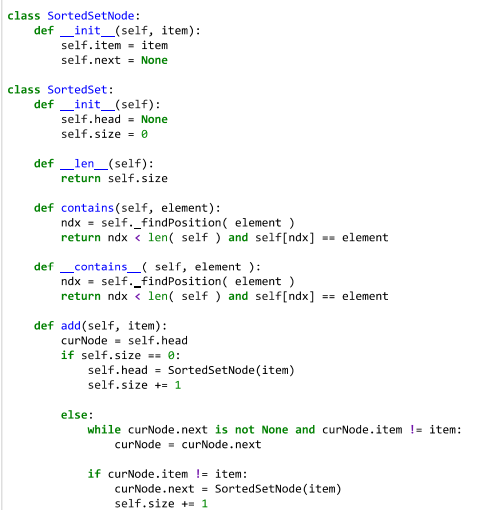 class SortedSetNode:
    def __init__(self, item):
        self.item = item
        self.next = None

class SortedSet:
    def __init__(self):
        self.head = None
        self.size = 0

    def __len__(self):
        return self.size

    def contains(self, element):
        ndx = self._findPosition( element )
        return ndx < len( self ) and self[ndx] == element

    def __contains__( self, element ):
        ndx = self._findPosition( element )
        return ndx < len( self ) and self[ndx] == element

    def add(self, item):
        curNode = self.head
        if self.size == 0:
            self.head = SortedSetNode(item)
            self.size += 1

        else:
            while curNode.next is not None and curNode.item != item:
                curNode = curNode.next

            if curNode.item != item:
                curNode.next = SortedSetNode(item)
                self.size += 1